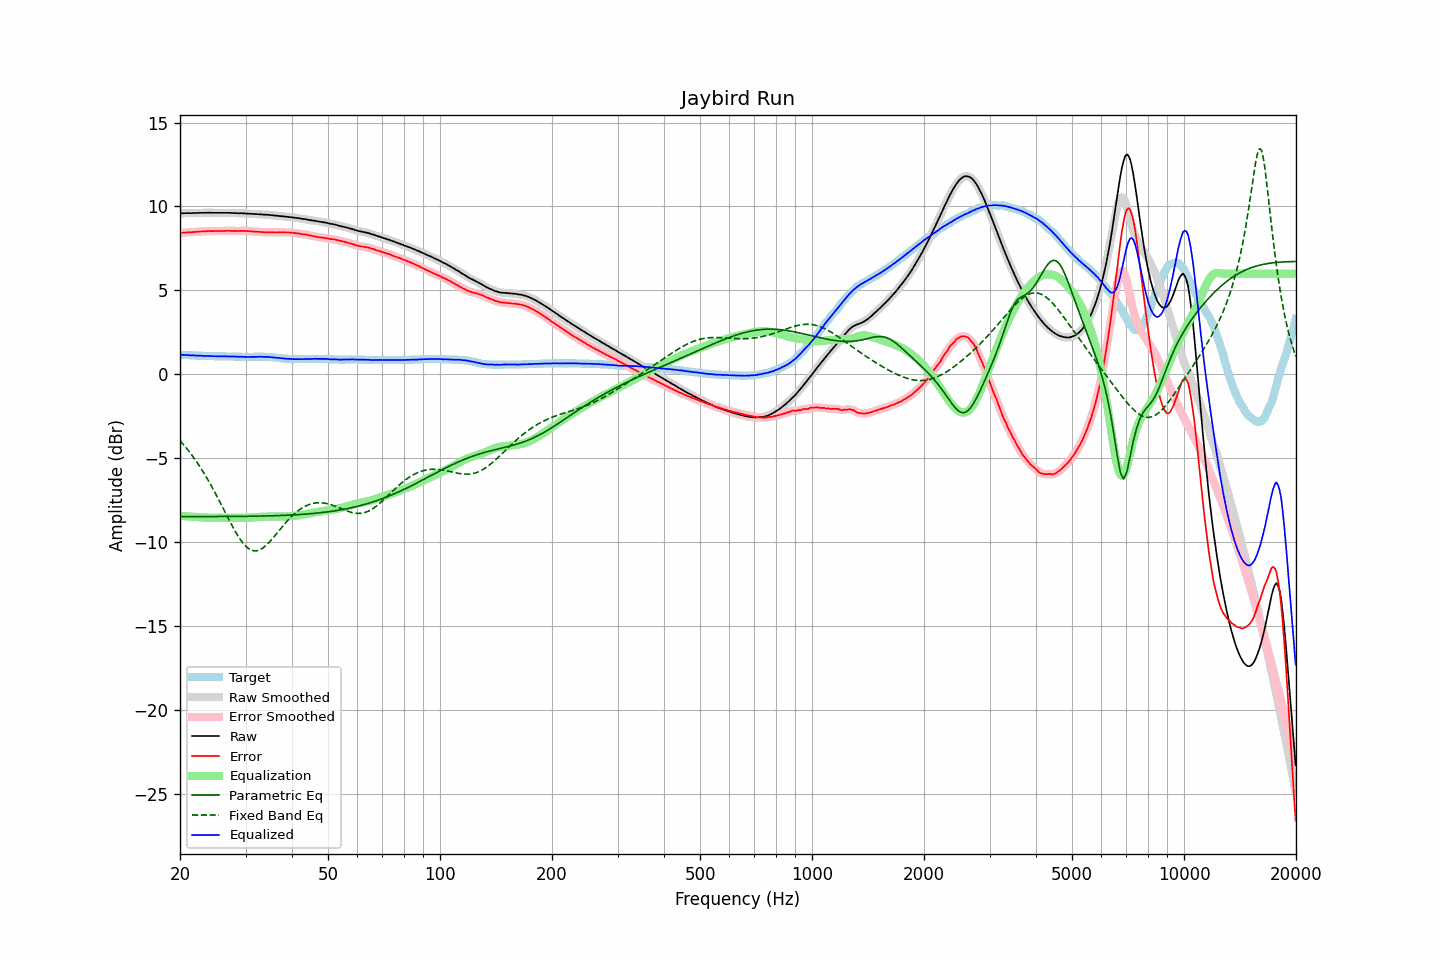 Jaybird Run
Amplitude (dBr)
15
10
5
0
−5
−10
−15
−20
−25
Target
Raw Smoothed
Error Smoothed
Raw
Error
Equalization
Parametric Eq
Fixed Band Eq
Equalized
20 50 100 200 500 1000 2000 5000 10000 20000
Frequency (Hz)